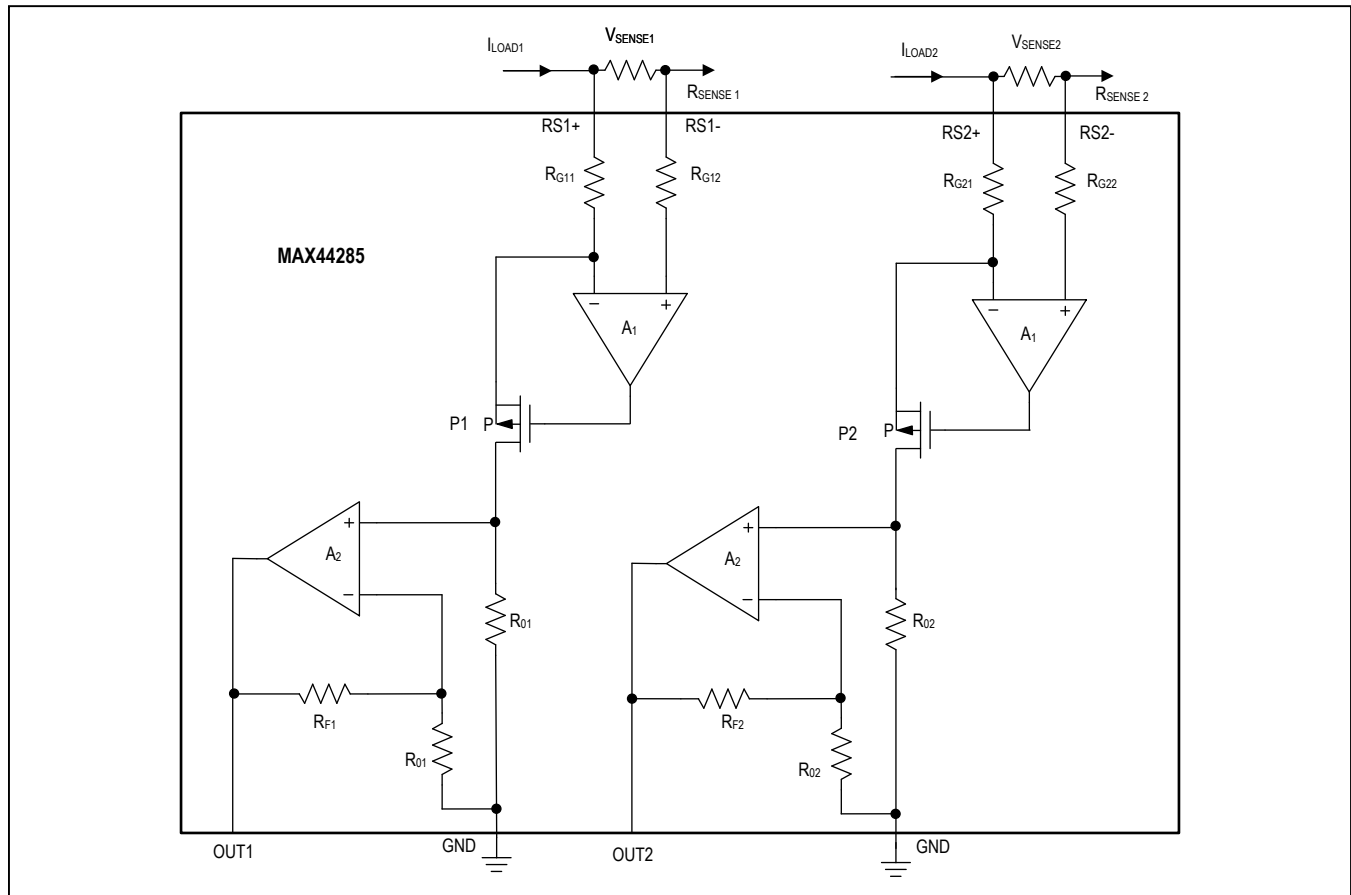 VSENSE1
ILOAD1
RSENSE 1
VSENSE2
ILOAD2
RSENSE 2
RS1+
RS1-
RS2+
RS2-
RG11
RG12
RG21
RG22
MAX44285
− +
A1
− +
A1
P1 P
P2 P
+
A2
−
R01
+
A2
−
R02
RF1
R01
RF2
R02
OUT1
GND
OUT2
GND